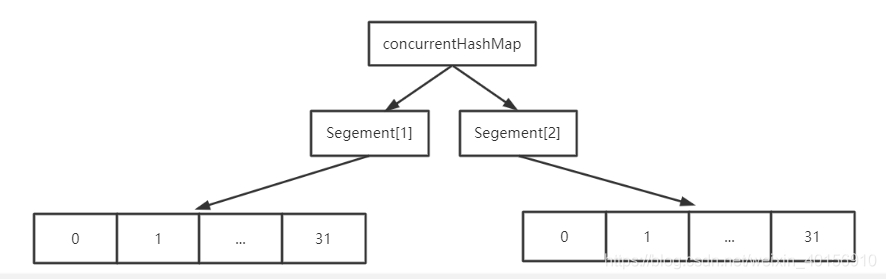 concurrentHashMap
Segement[1]
Segement[2]
0 1 ... 31
0 1 ... 31